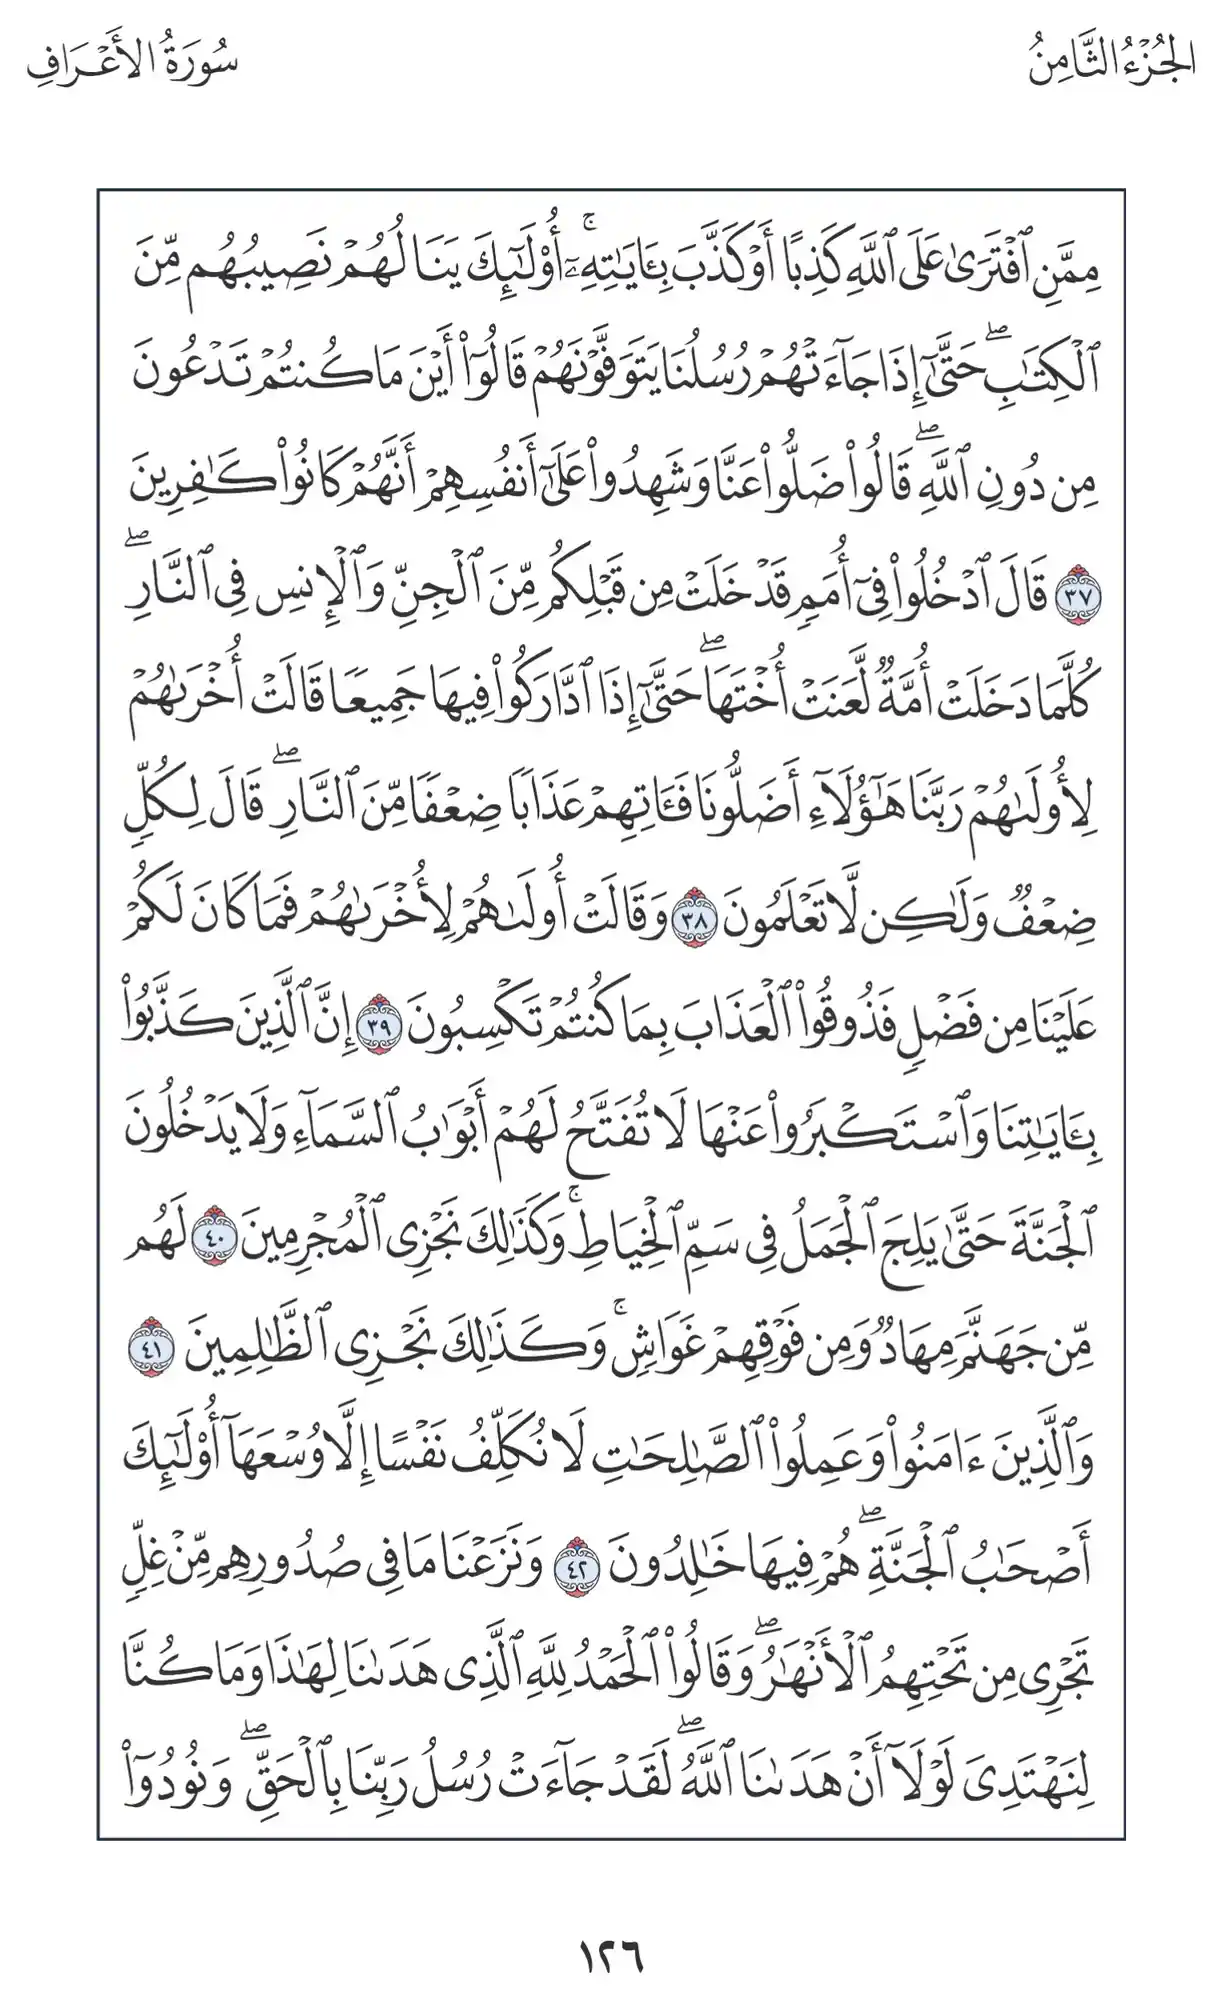 الجُزْءُ الثَّامِنُ
سُورَةُ الأَعْرَافِ
مِمَّنِ ٱفْتَرَىٰ عَلَى ٱللَّهِ كَذِبًا أَوْ كَذَّبَ بِـَٔايَـٰتِهِۦٓ ۚ أُو۟لَـٰٓئِكَ يَنَالُهُمْ نَصِيبُهُم مِّنَ
ٱلْكِتَـٰبِ ۖ حَتَّىٰٓ إِذَا جَآءَتْهُمْ رُسُلُنَا يَتَوَفَّوْنَهُمْ قَالُوٓا۟ أَيْنَ مَا كُنتُمْ تَدْعُونَ
مِن دُونِ ٱللَّهِ ۖ قَالُوا۟ ضَلُّوا۟ عَنَّا وَشَهِدُوا۟ عَلَىٰٓ أَنفُسِهِمْ أَنَّهُمْ كَانُوا۟ كَـٰفِرِينَ
٣٧ قَالَ ٱدْخُلُوا۟ فِىٓ أُمَمٍ قَدْ خَلَتْ مِن قَبْلِكُم مِّنَ ٱلْجِنِّ وَٱلْإِنسِ فِى ٱلنَّارِ ۖ
كُلَّمَا دَخَلَتْ أُمَّةٌ لَّعَنَتْ أُخْتَهَا ۖ حَتَّىٰٓ إِذَا ٱدَّارَكُوا۟ فِيهَا جَمِيعًا قَالَتْ أُخْرَىٰهُمْ
لِأُولَىٰهُمْ رَبَّنَا هَـٰٓؤُلَآءِ أَضَلُّونَا فَـَٔاتِهِمْ عَذَابًا ضِعْفًا مِّنَ ٱلنَّارِ ۖ قَالَ لِكُلٍّ
ضِعْفٌ وَلَـٰكِن لَّا تَعْلَمُونَ ٣٨ وَقَالَتْ أُولَىٰهُمْ لِأُخْرَىٰهُمْ فَمَا كَانَ لَكُمْ
عَلَيْنَا مِن فَضْلٍ فَذُوقُوا۟ ٱلْعَذَابَ بِمَا كُنتُمْ تَكْسِبُونَ ٣٩ إِنَّ ٱلَّذِينَ كَذَّبُوا۟
بِـَٔايَـٰتِنَا وَٱسْتَكْبَرُوا۟ عَنْهَا لَا تُفَتَّحُ لَهُمْ أَبْوَٰبُ ٱلسَّمَآءِ وَلَا يَدْخُلُونَ
ٱلْجَنَّةَ حَتَّىٰ يَلِجَ ٱلْجَمَلُ فِى سَمِّ ٱلْخِيَاطِ ۚ وَكَذَٰلِكَ نَجْزِى ٱلْمُجْرِمِينَ ٤٠ لَهُم
مِّن جَهَنَّمَ مِهَادٌ وَمِن فَوْقِهِمْ غَوَاشٍ ۚ وَكَذَٰلِكَ نَجْزِى ٱلظَّـٰلِمِينَ ٤١
وَٱلَّذِينَ ءَامَنُوا۟ وَعَمِلُوا۟ ٱلصَّـٰلِحَـٰتِ لَا نُكَلِّفُ نَفْسًا إِلَّا وُسْعَهَآ أُو۟لَـٰٓئِكَ
أَصْحَـٰبُ ٱلْجَنَّةِ ۖ هُمْ فِيهَا خَـٰلِدُونَ ٤٢ وَنَزَعْنَا مَا فِى صُدُورِهِم مِّنْ غِلٍّ
تَجْرِى مِن تَحْتِهِمُ ٱلْأَنْهَـٰرُ ۖ وَقَالُوا۟ ٱلْحَمْدُ لِلَّهِ ٱلَّذِى هَدَىٰنَا لِهَـٰذَا وَمَا كُنَّا
لِنَهْتَدِىَ لَوْلَآ أَنْ هَدَىٰنَا ٱللَّهُ ۖ لَقَدْ جَآءَتْ رُسُلُ رَبِّنَا بِٱلْحَقِّ ۖ وَنُودُوٓا۟
١٢٦